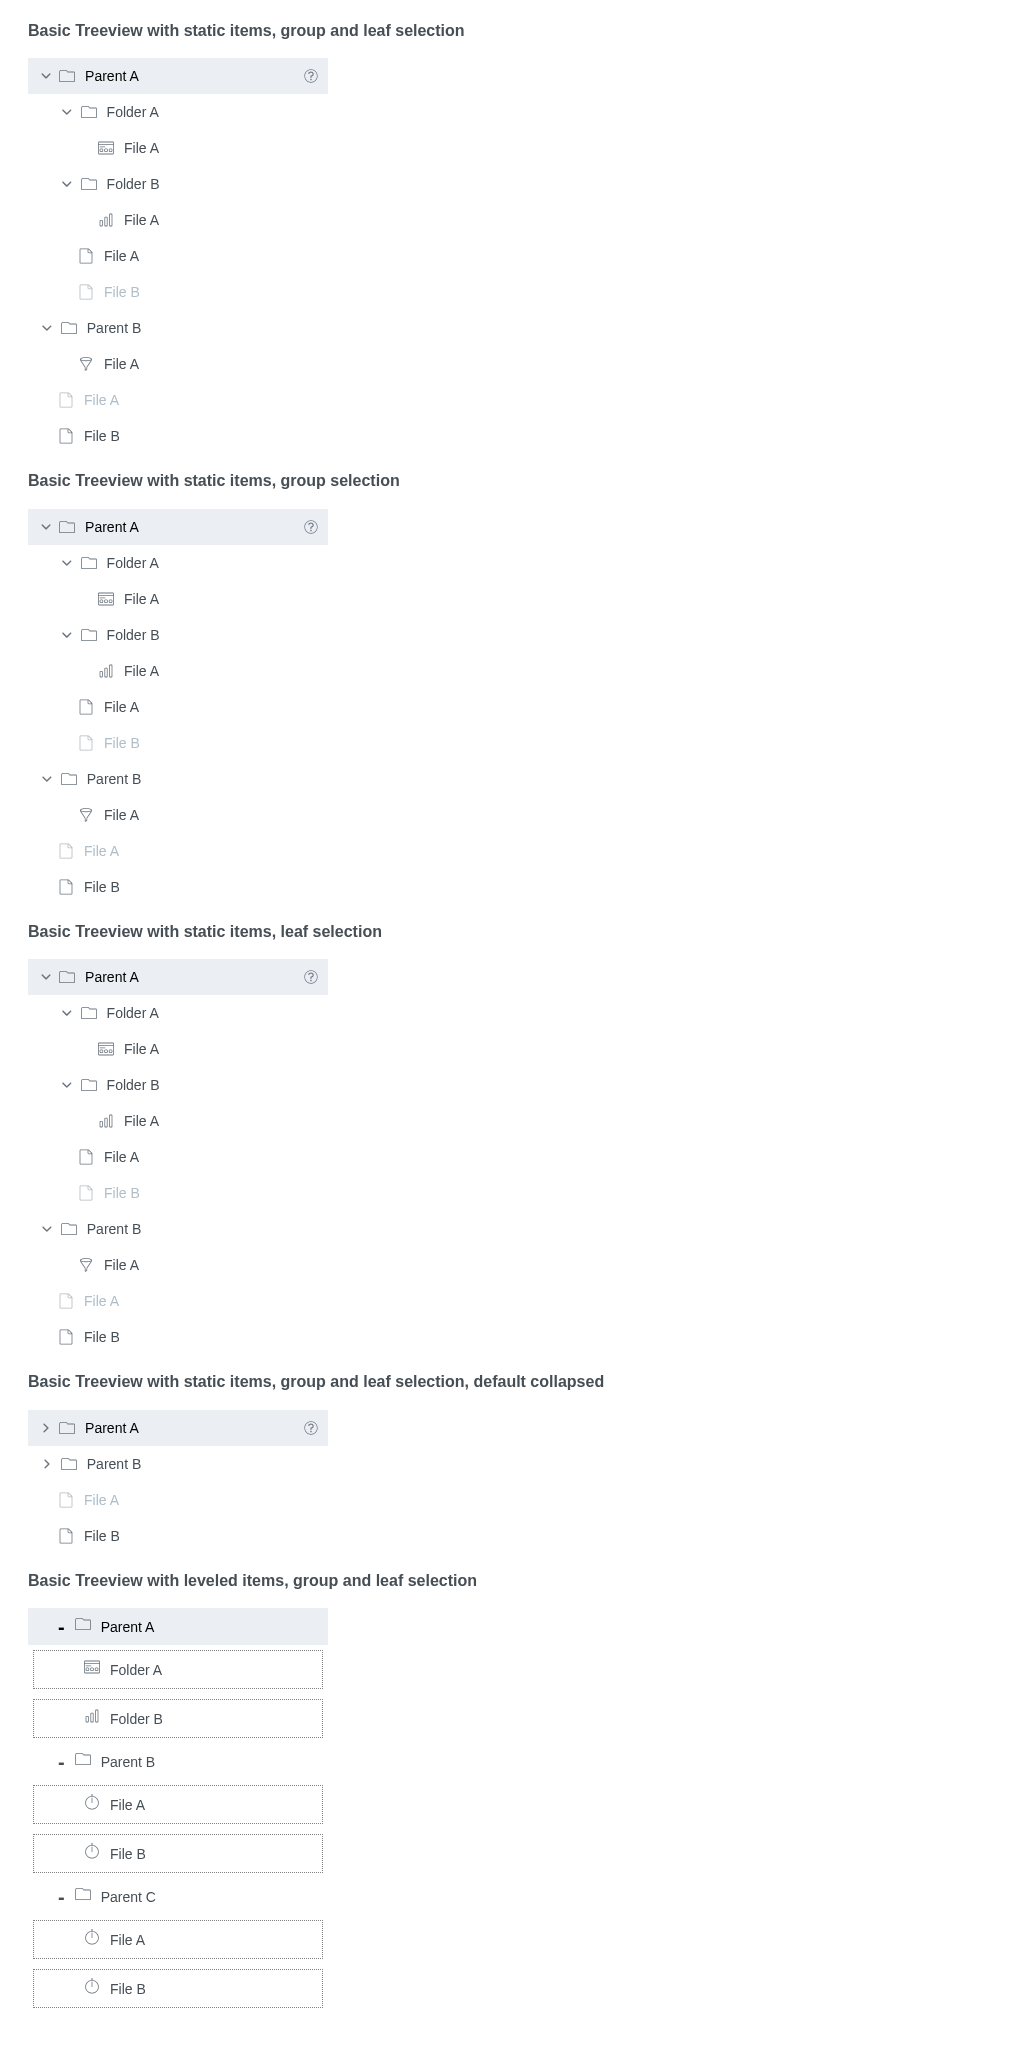 Basic Treeview with static items, group and leaf selection
Parent A
Folder A
File A
Folder B
File A
File A
File B
Parent B
File A
File A
File B
Basic Treeview with static items, group selection
Parent A
Folder A
File A
Folder B
File A
File A
File B
Parent B
File A
File A
File B
Basic Treeview with static items, leaf selection
Parent A
Folder A
File A
Folder B
File A
File A
File B
Parent B
File A
File A
File B
Basic Treeview with static items, group and leaf selection, default collapsed
Parent A
Parent B
File A
File B
Basic Treeview with leveled items, group and leaf selection
- Parent A
Folder A
Folder B
- Parent B
File A
File B
- Parent C
File A
File B